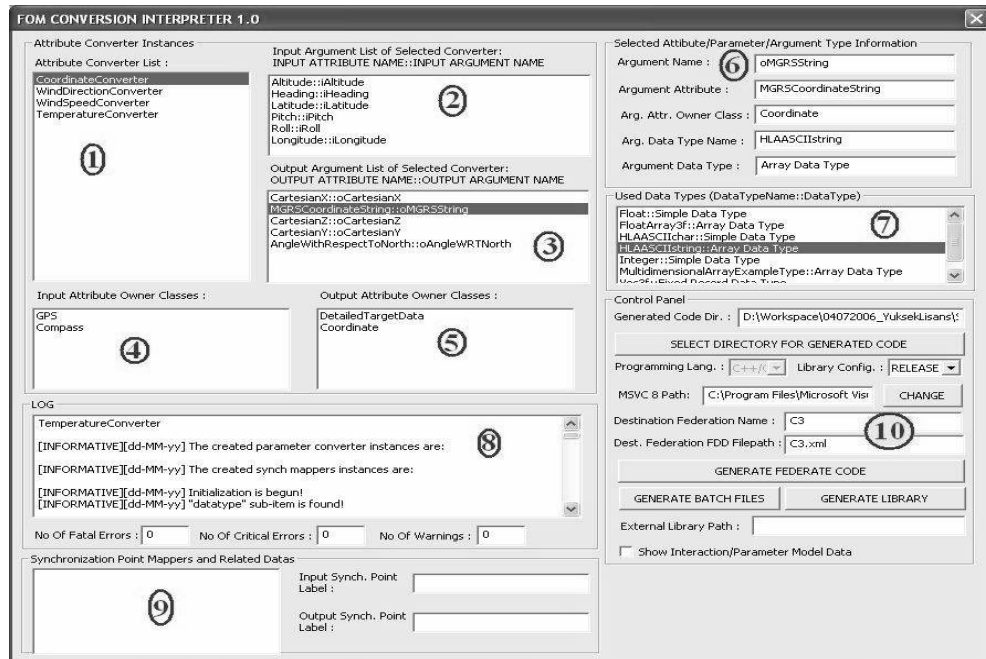 FOM CONVERSION INTERPRETER 1.0
Attribute Converter Instances
Attribute Converter List :
CoordinateConverter
WindDirectionConverter
WindSpeedConverter
TemperatureConverter
1
Input Argument List of Selected Converter:
INPUT ATTRIBUTE NAME::INPUT ARGUMENT NAME
Altitude::iAltitude
Heading::iHeading
Latitude::iLatitude
Pitch::iPitch
Roll::iRoll
Longitude::iLongitude
2
Output Argument List of Selected Converter:
OUTPUT ATTRIBUTE NAME::OUTPUT ARGUMENT NAME
CartesianX::oCartesianX
MGRSCoordinateString::oMGRSString
CartesianZ::oCartesianZ
CartesianY::oCartesianY
AngleWithRespectToNorth::oAngleWRTNorth
3
Input Attribute Owner Classes :
GPS
Compass
4
Output Attribute Owner Classes :
DetailedTargetData
Coordinate
5
LOG
TemperatureConverter
[INFORMATIVE][dd-MM-yy] The created parameter converter instances are:
[INFORMATIVE][dd-MM-yy] The created synch mappers instances are:
[INFORMATIVE][dd-MM-yy] Initialization is begun!
[INFORMATIVE][dd-MM-yy] "datatype" sub-item is found!
8
No Of Fatal Errors : 0 No Of Critical Errors : 0 No Of Warnings : 0
Synchronization Point Mappers and Related Datas
9
Input Synch. Point
Label :
Output Synch. Point
Label :
Selected Attibute/Parameter/Argument Type Information
Argument Name : 6 oMGRSString
Argument Attribute : MGRSCoordinateString
Arg. Attr. Owner Class : Coordinate
Arg. Data Type Name : HLAASCIIstring
Argument Data Type : Array Data Type
Used Data Types (DataTypeName::DataType)
Float::Simple Data Type
FloatArray3f::Array Data Type
HLAASCIIchar::Simple Data Type
HLAASCIIstring::Array Data Type
Integer::Simple Data Type
MultidimensionalArrayExampleType::Array Data Type
Vec3f::Fixed Record Data Type
7
Control Panel
Generated Code Dir. : D:\Workspace\04072006_YuksekLisans\
SELECT DIRECTORY FOR GENERATED CODE
Programming Lang. : C++/ Library Config. : RELEASE
MSVC 8 Path: C:\Program Files\Microsoft Vis CHANGE
Destination Federation Name : C3
Dest. Federation FDD Filepath : C3.xml
10
GENERATE FEDERATE CODE
GENERATE BATCH FILES GENERATE LIBRARY
External Library Path :
Show Interaction/Parameter Model Data